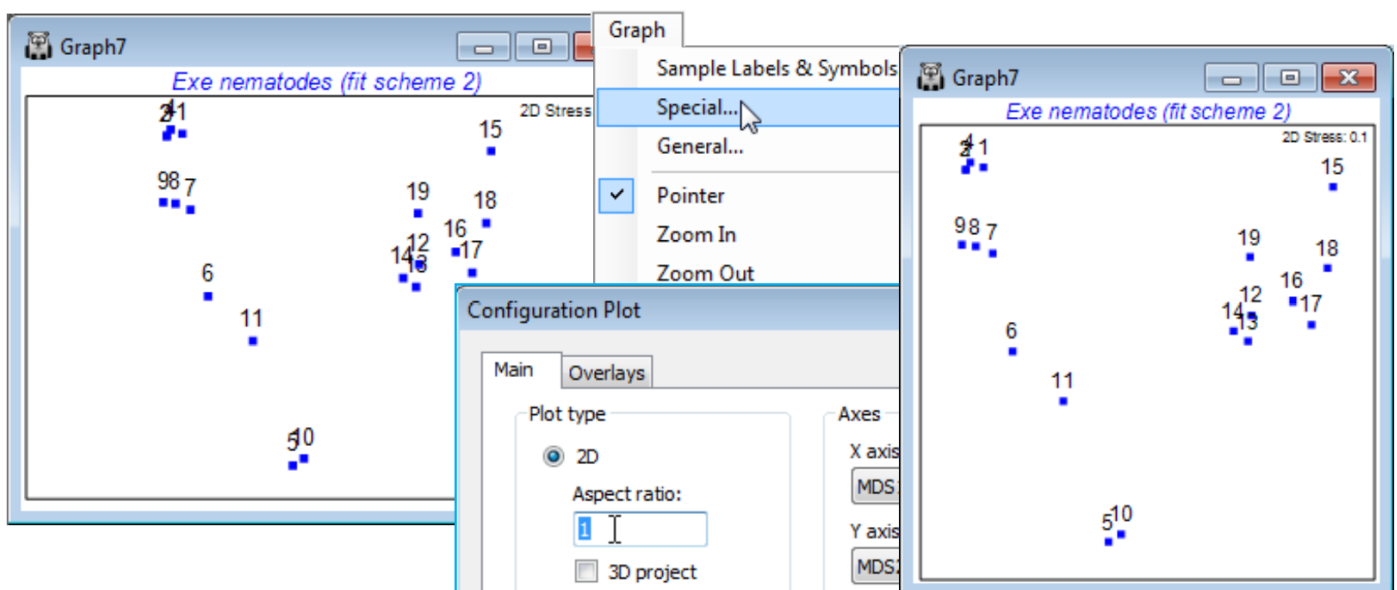 Graph7
Exe nematodes (fit scheme 2)
2D Stress
2 4 1
15
9 8 7
19
18
16
12
14
17
6
11
5 10
Graph
Sample Labels & Symbols
Special...
General...
Pointer
Zoom In
Zoom Out
Configuration Plot
Main
Overlays
Plot type
Axes
2D
X axis
Aspect ratio:
MDS
1
Y axis
3D project
MDS2
Graph7
Exe nematodes (fit scheme 2)
2D Stress: 0.1
4 1
15
9 8 7
19
18
16
12
14
13
17
6
11
5 10